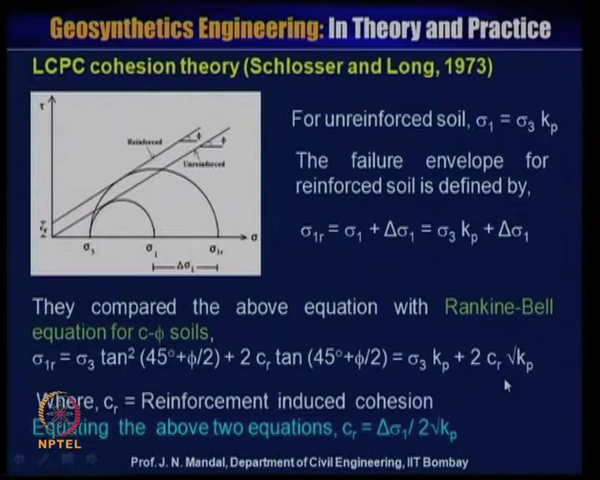 Geosynthetics Engineering: In Theory and Practice
LCPC cohesion theory (Schlosser and Long, 1973)
τ
Reinforced
ϕ
ϕ
Unreinforced
σ
σ₃
σ₁
σ₁ᵣ
Δσ₁
For unreinforced soil, σ₁ = σ₃ kₚ
The failure envelope for
reinforced soil is defined by,
σ₁ᵣ = σ₁ + Δσ₁ = σ₃ kₚ + Δσ₁
They compared the above equation with Rankine-Bell
equation for c-ϕ soils,
σ₁ᵣ = σ₃ tan² (45°+ϕ/2) + 2 cᵣ tan (45°+ϕ/2) = σ₃ kₚ + 2 cᵣ √kₚ
Where, cᵣ = Reinforcement induced cohesion
Equating the above two equations, cᵣ = Δσ₁/ 2√kₚ
NPTEL
Prof. J. N. Mandal, Department of Civil Engineering, IIT Bombay